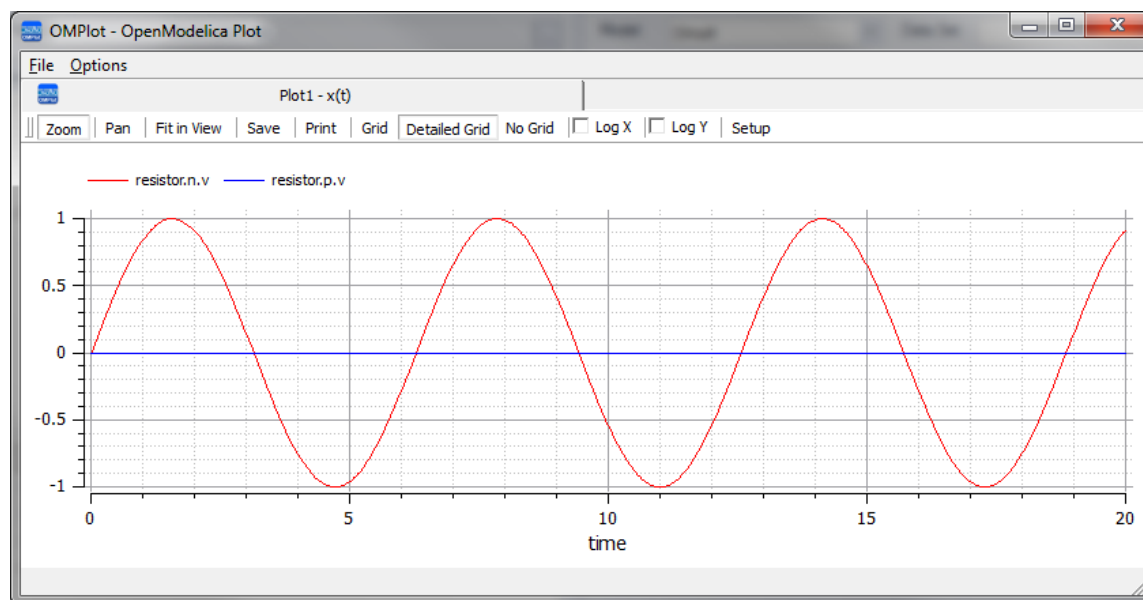 OMPlot - OpenModelica Plot
File Options
Plot1 - x(t)
Zoom Pan Fit in View Save Print Grid Detailed Grid No Grid Log X Log Y Setup
resistor.n.v resistor.p.v
1
0.5
0
-0.5
-1
0 5 10 15 20
time